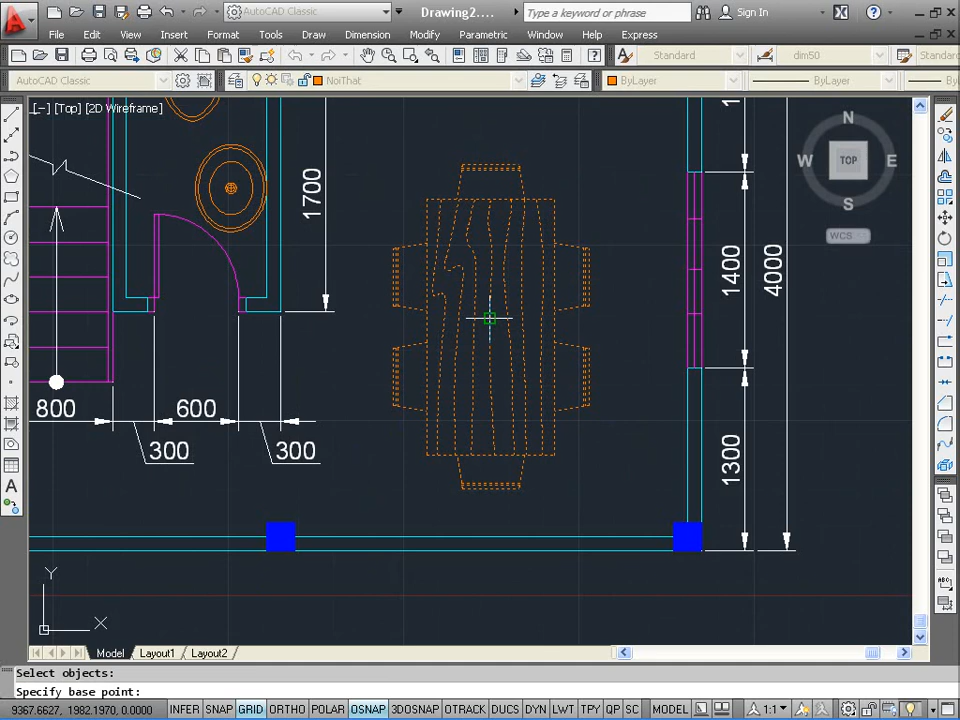 AutoCAD Classic
Drawing2....
Type a keyword or phrase
Sign In
File Edit View Insert Format Tools Draw Dimension Modify Parametric Window Help Express
Standard
dim50
Standard
AutoCAD Classic
NoiThat
ByLayer
ByLayer
ByLayer
[−] [Top] [2D Wireframe]
N
W TOP E
S
WCS
1700
1400
4000
800
600
300
300
1300
Y
X
Model Layout1 Layout2
Select objects:
Specify base point:
9367.6627, 1982.1970, 0.0000
INFER SNAP GRID ORTHO POLAR OSNAP 3DOSNAP OTRACK DUCS DYN LWT TPY QP SC
MODEL
1:1